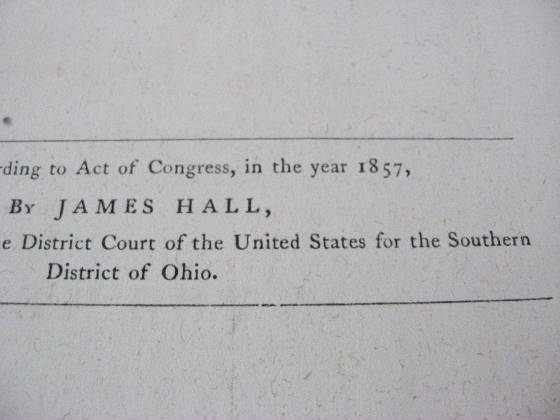 rding to Act of Congress, in the year 1857,
By JAMES HALL,
e District Court of the United States for the Southern
District of Ohio.